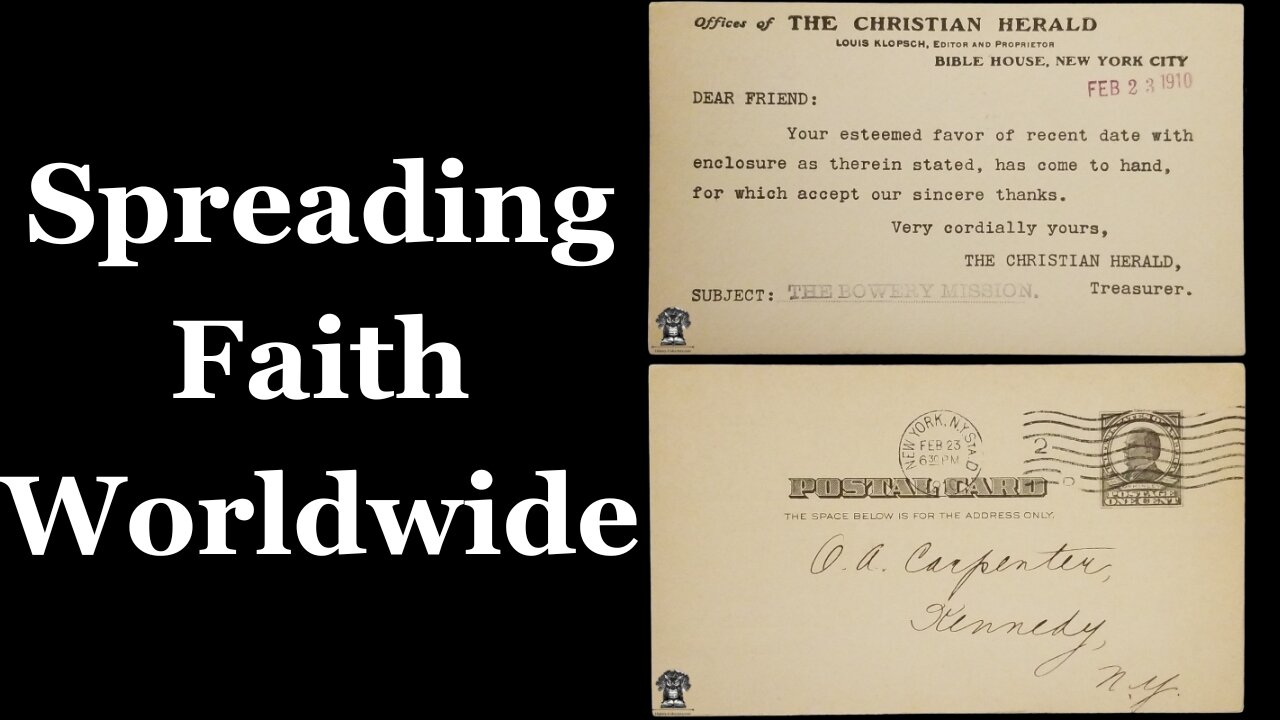 Spreading
Faith
Worldwide
Offices of THE CHRISTIAN HERALD
LOUIS KLOPSCH, EDITOR AND PROPRIETOR
BIBLE HOUSE, NEW YORK CITY
FEB 23 1910
DEAR FRIEND:
Your esteemed favor of recent date with
enclosure as therein stated, has come to hand,
for which accept our sincere thanks.
Very cordially yours,
THE CHRISTIAN HERALD,
Treasurer.
SUBJECT: THE BOWERY MISSION.
NEW YORK, N.Y. STA. D
FEB 23
6 30 PM
2
POSTAL CARD
THE SPACE BELOW IS FOR THE ADDRESS ONLY.
POSTAGE
ONE CENT
O. A. Carpenter,
Kennedy,
N.Y.